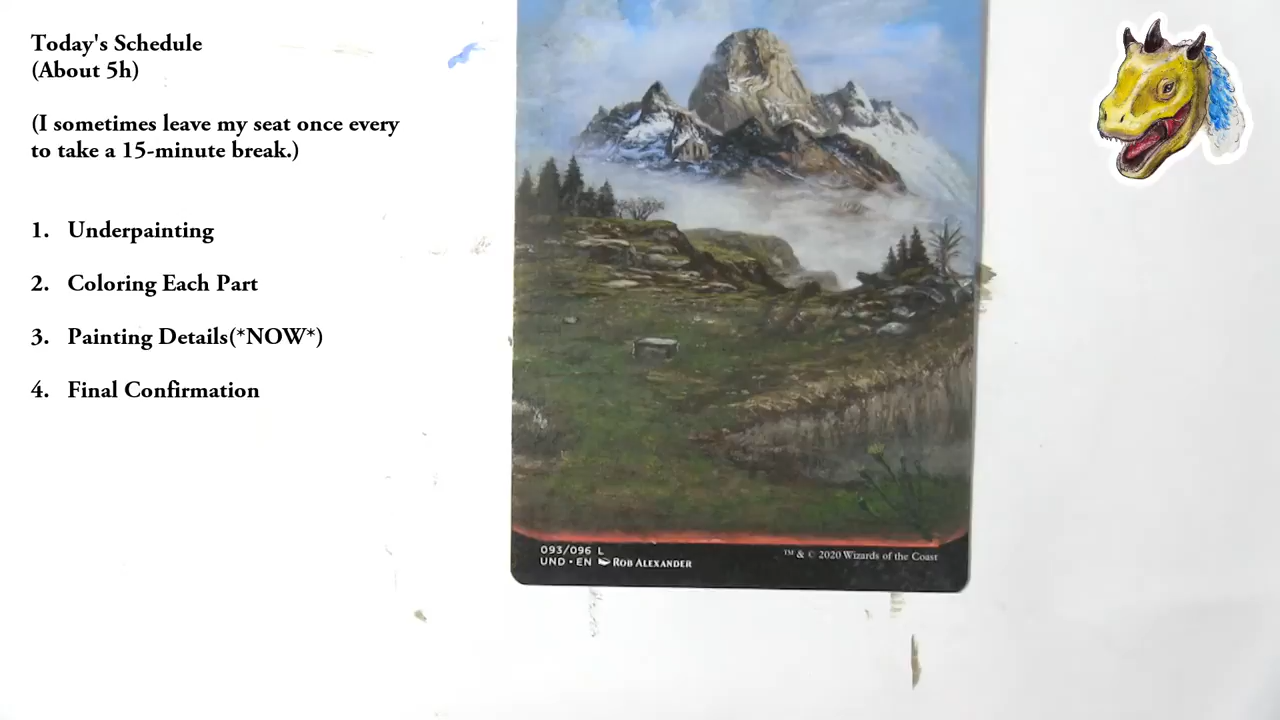 Today's Schedule
(About 5h)
(I sometimes leave my seat once every
to take a 15-minute break.)
1. Underpainting
2. Coloring Each Part
3. Painting Details(*NOW*)
4. Final Confirmation
093/096 L
UND • EN ROB ALEXANDER
™ & © 2020 Wizards of the Coast